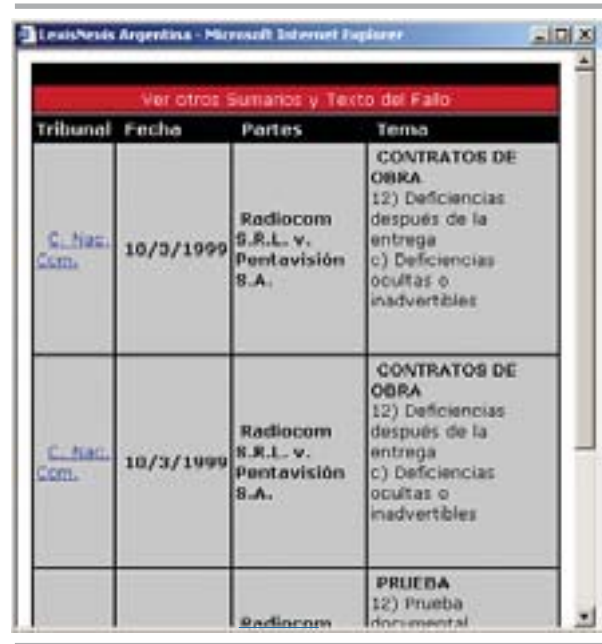 LexisNexis Argentina - Microsoft Internet Explorer
Ver otros Sumarios y Texto del Fallo
Tribunal Fecha Partes Tema
C. Nac. Com.
10/3/1999
Radiocom
S.R.L. v.
Pentavisión
S.A.
CONTRATOS DE
OBRA
12) Deficiencias
después de la
entrega
c) Deficiencias
ocultas o
inadvertibles
C. Nac.
Com.
10/3/1999
Radiocom
S.R.L. v.
Pentavisión
S.A.
CONTRATOS DE
OBRA
12) Deficiencias
después de la
entrega
c) Deficiencias
ocultas o
inadvertibles
Radiocom
PRUEBA
12) Prueba
documental